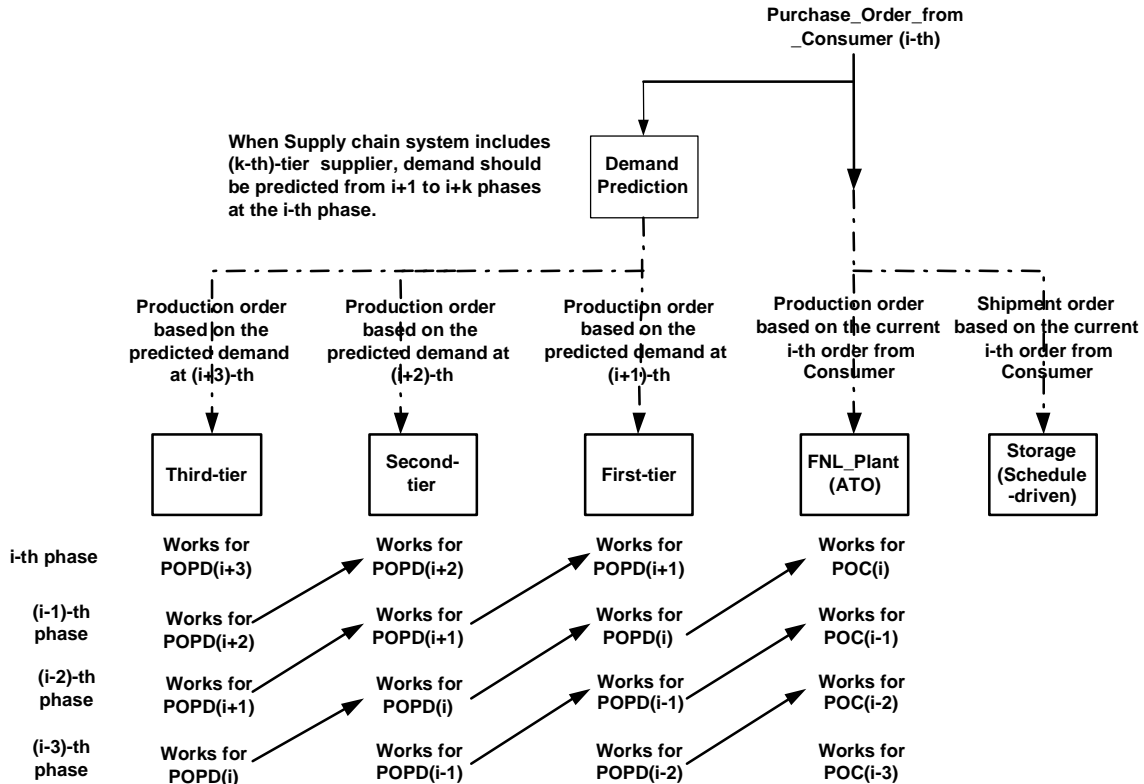 Purchase_Order_from
_Consumer (i-th)
When Supply chain system includes
(k-th)-tier supplier, demand should
be predicted from i+1 to i+k phases
at the i-th phase.
Demand
Prediction
Production order
based on the
predicted demand
at (i+3)-th
Production order
based on the
predicted demand at
(i+2)-th
Production order
based on the
predicted demand at
(i+1)-th
Production order
based on the current
i-th order from
Consumer
Shipment order
based on the current
i-th order from
Consumer
Third-tier
Second-
tier
First-tier
FNL_Plant
(ATO)
Storage
(Schedule
-driven)
i-th phase
Works for
POPD(i+3)
Works for
POPD(i+2)
Works for
POPD(i+1)
Works for
POC(i)
(i-1)-th
phase
Works for
POPD(i+2)
Works for
POPD(i+1)
Works for
POPD(i)
Works for
POC(i-1)
(i-2)-th
phase
Works for
POPD(i+1)
Works for
POPD(i)
Works for
POPD(i-1)
Works for
POC(i-2)
(i-3)-th
phase
Works for
POPD(i)
Works for
POPD(i-1)
Works for
POPD(i-2)
Works for
POC(i-3)